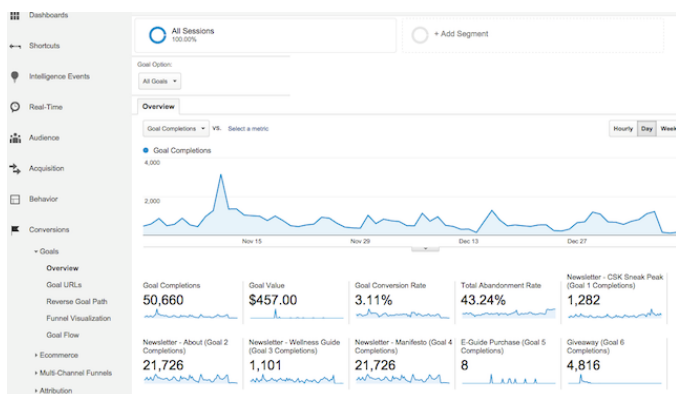 Dashboards
Shortcuts
Intelligence Events
Real-Time
Audience
Acquisition
Behavior
Conversions
Goals
Overview
Goal URLs
Reverse Goal Path
Funnel Visualization
Goal Flow
Ecommerce
Multi-Channel Funnels
Attribution
All Sessions
100.00%
+ Add Segment
Goal Option:
All Goals
Overview
Goal Completions VS. Select a metric
Hourly Day Week
Goal Completions
4,000
2,000
Nov 15 Nov 29 Dec 13 Dec 27
Goal Completions
50,660
Goal Value
$457.00
Goal Conversion Rate
3.11%
Total Abandonment Rate
43.24%
Newsletter - CSK Sneak Peak
(Goal 1 Completions)
1,282
Newsletter - About (Goal 2
Completions)
21,726
Newsletter - Wellness Guide
(Goal 3 Completions)
1,101
Newsletter - Manifesto (Goal 4
Completions)
21,726
E-Guide Purchase (Goal 5
Completions)
8
Giveaway (Goal 6
Completions)
4,816